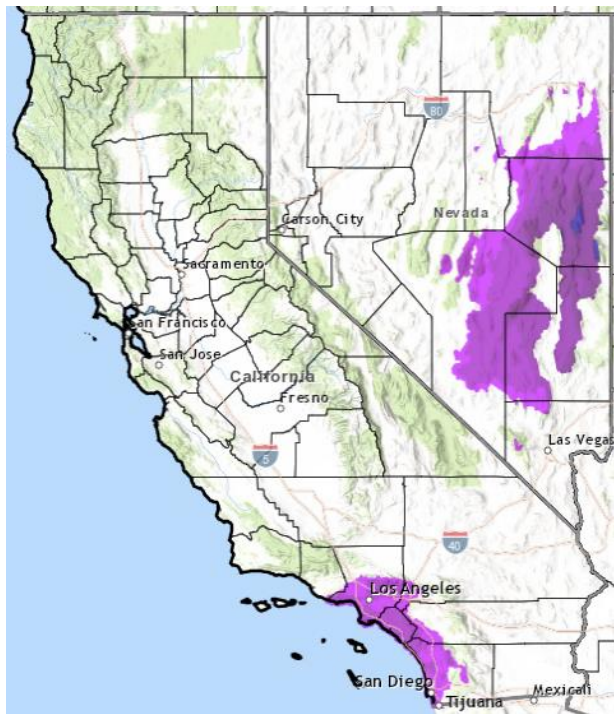 80
Carson City
Nevada
Sacramento
San Francisco
San Jose
California
Fresno
5
Las Vegas
40
Los Angeles
San Diego
Tijuana
Mexicali